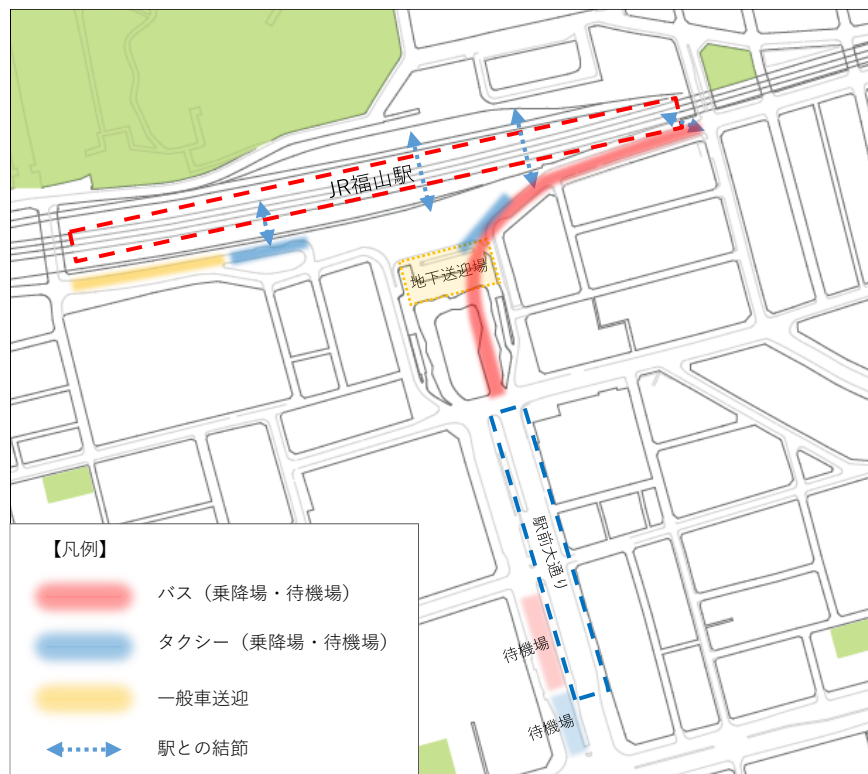 JR福山駅
地下送迎場
駅前大通り
待機場
待機場
【凡例】
バス（乗降場・待機場）
タクシー（乗降場・待機場）
一般車送迎
駅との結節